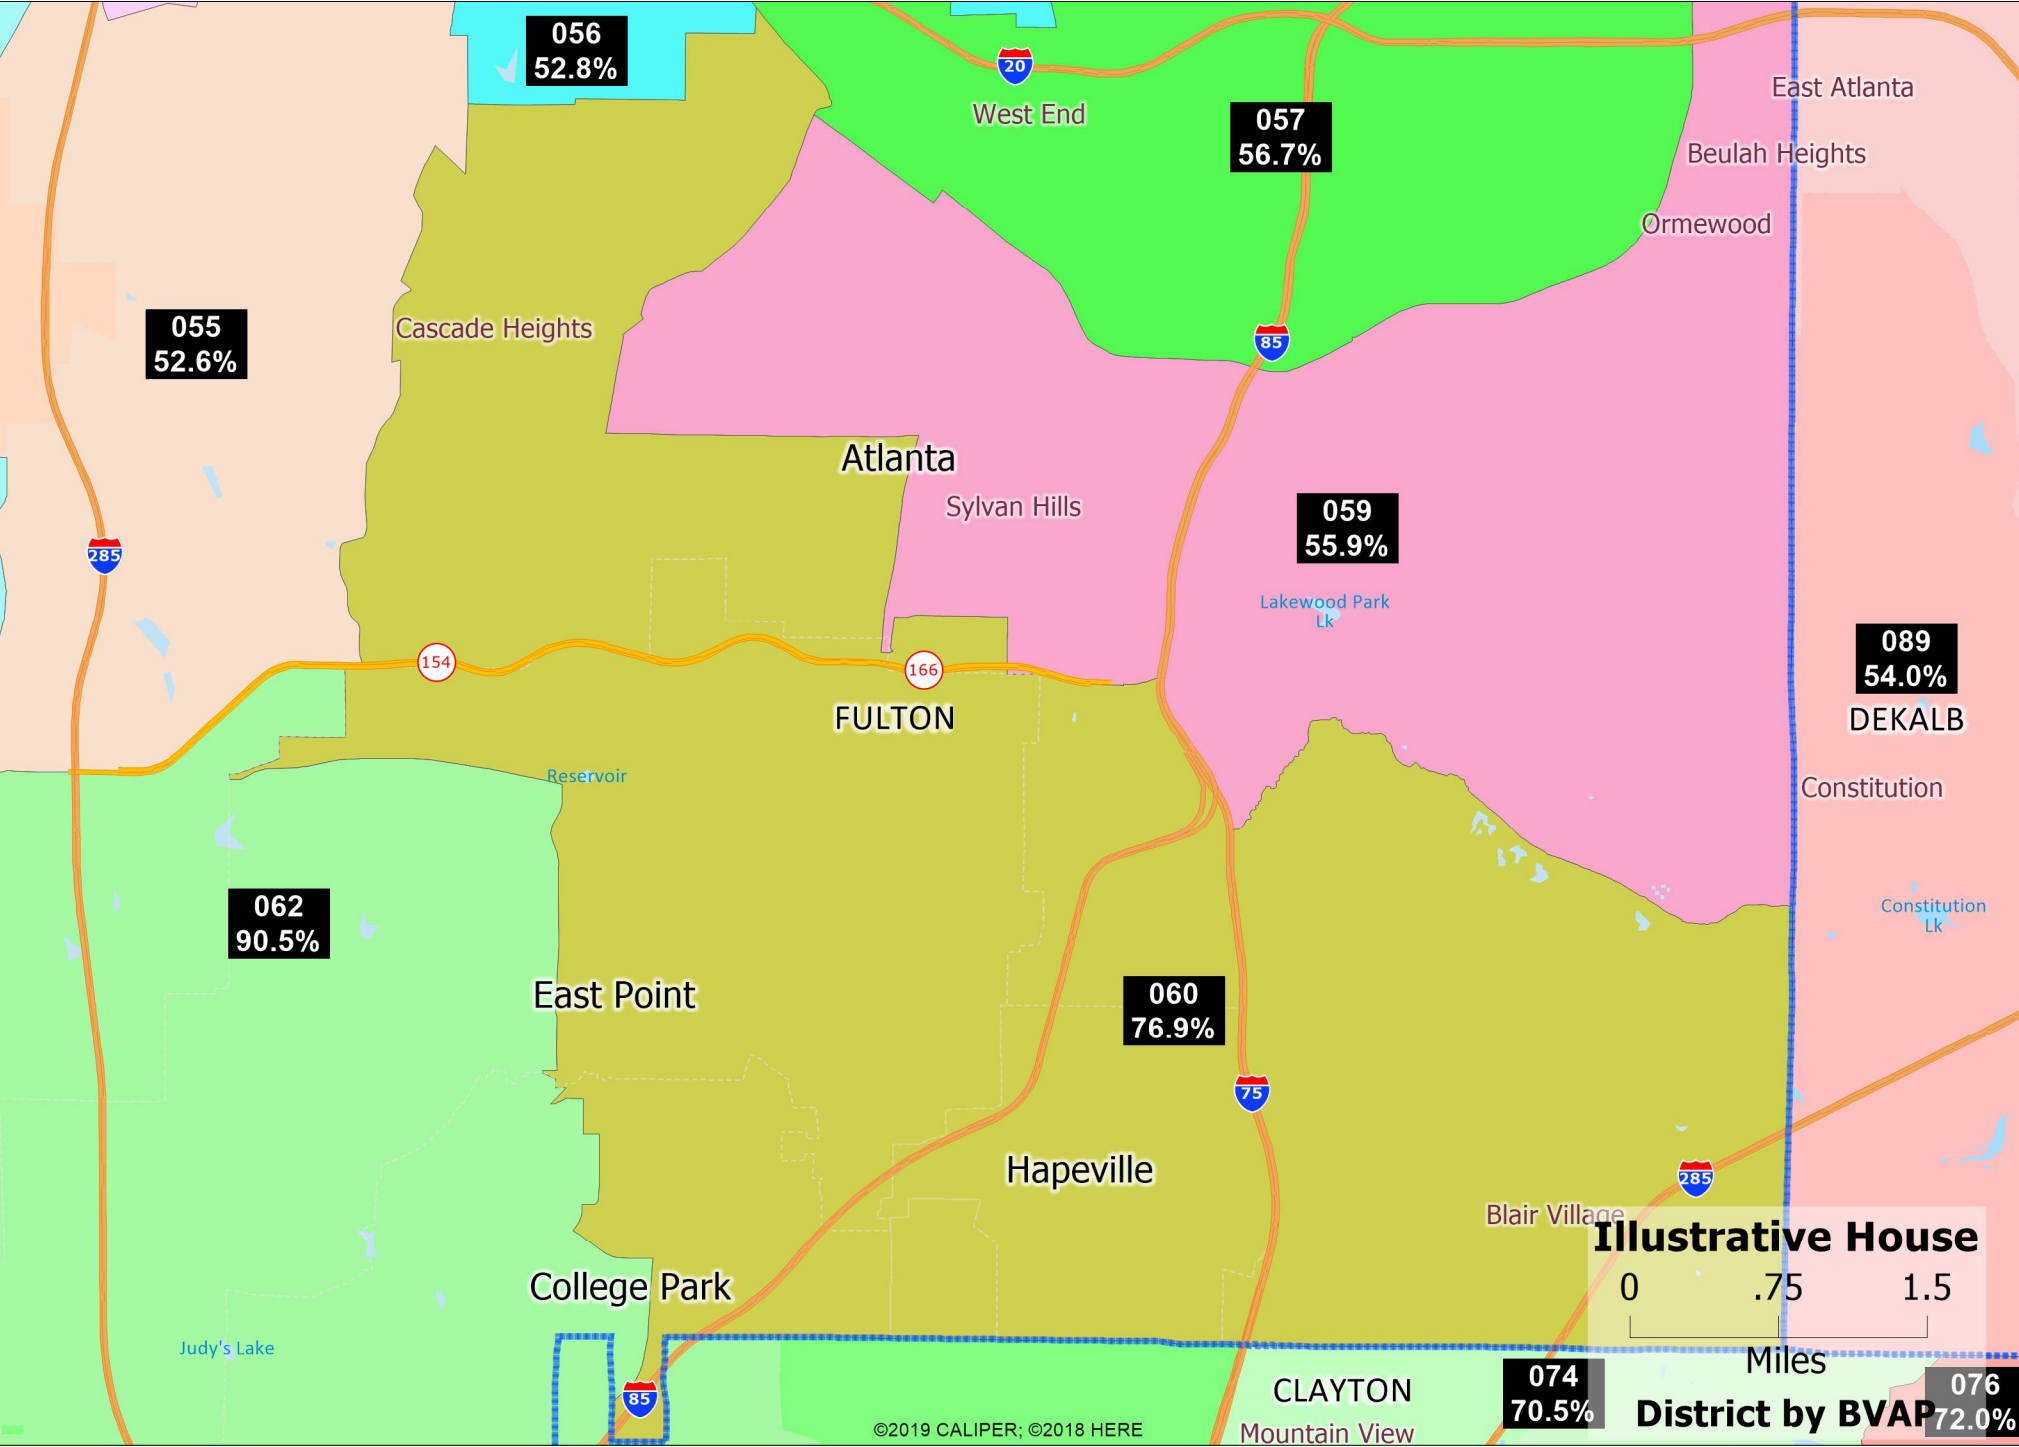 056
52.8%
20
West End
057
56.7%
East Atlanta
Beulah Heights
Ormewood
055
52.6%
Cascade Heights
85
Atlanta
Sylvan Hills
059
55.9%
285
Lakewood Park
Lk
154
166
FULTON
089
54.0%
DEKALB
Reservoir
Constitution
062
90.5%
Constitution
Lk
East Point
060
76.9%
75
Hapeville
285
Blair Village
Illustrative House
0 .75 1.5
Miles
District by BVAP
College Park
Judy's Lake
85
CLAYTON
074
70.5%
076
72.0%
©2019 CALIPER; ©2018 HERE
Mountain View